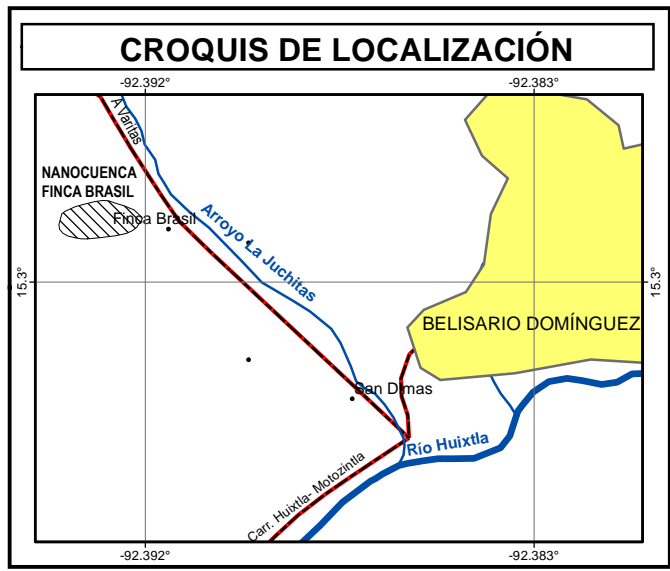 CROQUIS DE LOCALIZACIÓN
-92.392°
-92.383°
A Varitas
NANOCUENCA
FINCA BRASIL
Finca Brasil
Arroyo La Juchitas
15.3°
15.3°
BELISARIO DOMÍNGUEZ
San Dimas
Río Huixtla
Carr. Huixtla- Motozintla
-92.392°
-92.383°